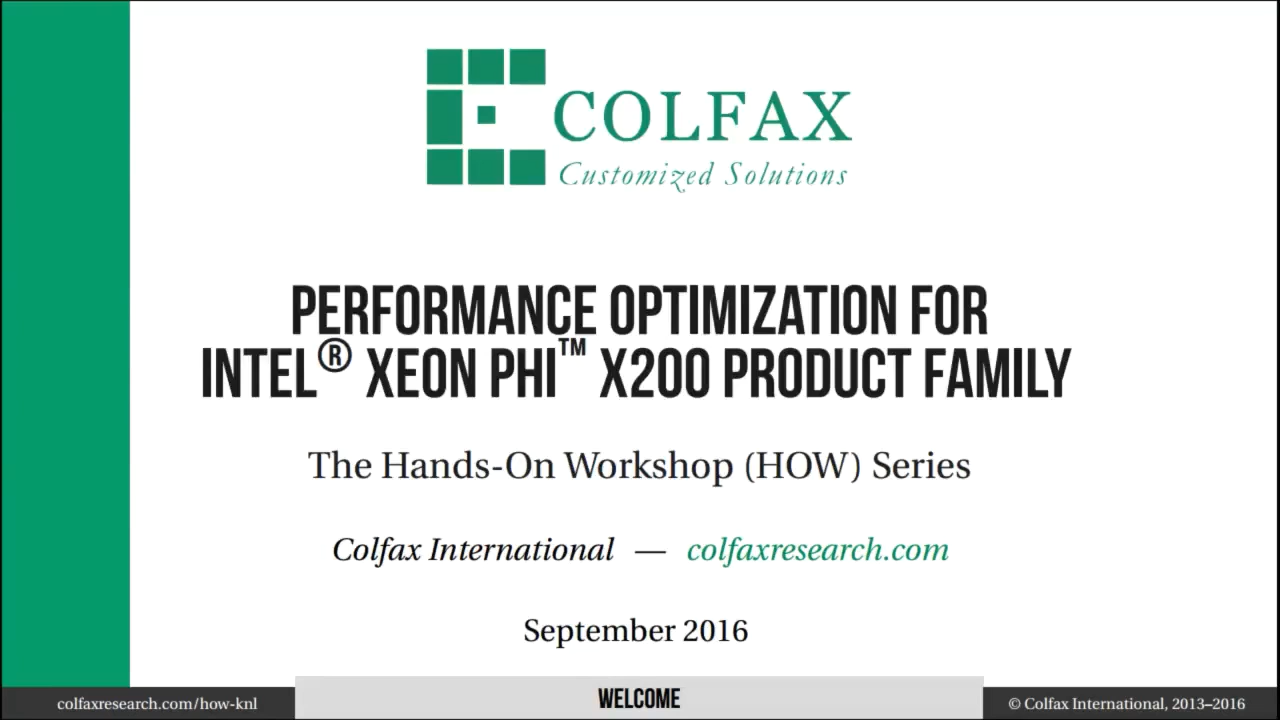 COLFAX
Customized Solutions
PERFORMANCE OPTIMIZATION FOR
INTEL® XEON PHI™ X200 PRODUCT FAMILY
The Hands-On Workshop (HOW) Series
Colfax International — colfaxresearch.com
September 2016
colfaxresearch.com/how-knl
WELCOME
© Colfax International, 2013–2016